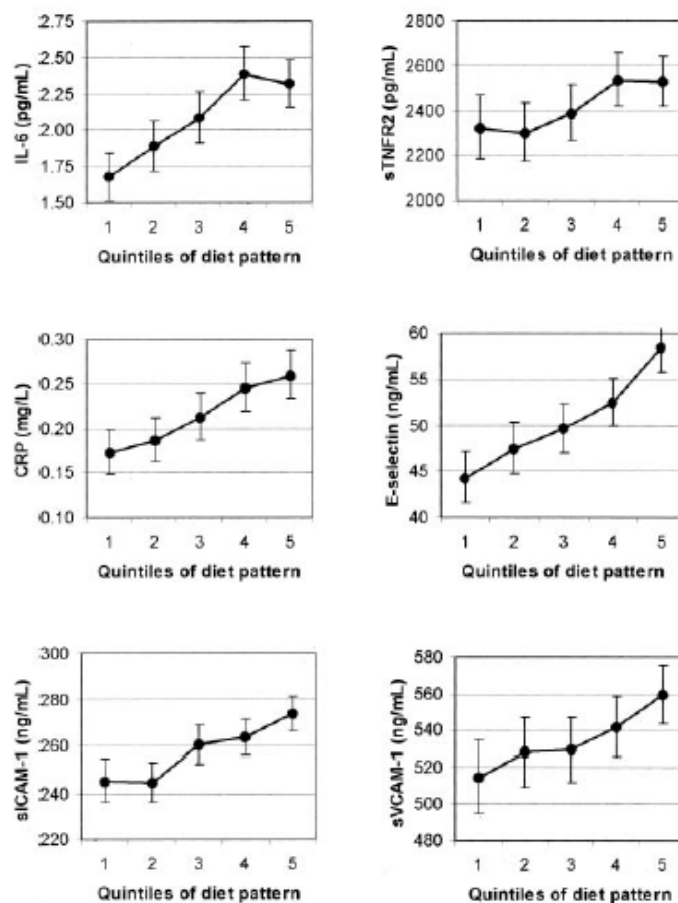 2.75
2.50
2.25
2.00
1.75
1.50
IL-6 (pg/mL)
1 2 3 4 5
Quintiles of diet pattern
2800
2600
2400
2200
2000
sTNFR2 (pg/mL)
1 2 3 4 5
Quintiles of diet pattern
0.30
0.25
0.20
0.15
0.10
CRP (mg/L)
1 2 3 4 5
Quintiles of diet pattern
60
55
50
45
40
E-selectin (ng/mL)
1 2 3 4 5
Quintiles of diet pattern
300
280
260
240
220
sICAM-1 (ng/mL)
1 2 3 4 5
Quintiles of diet pattern
580
560
540
520
500
480
sVCAM-1 (ng/mL)
1 2 3 4 5
Quintiles of diet pattern